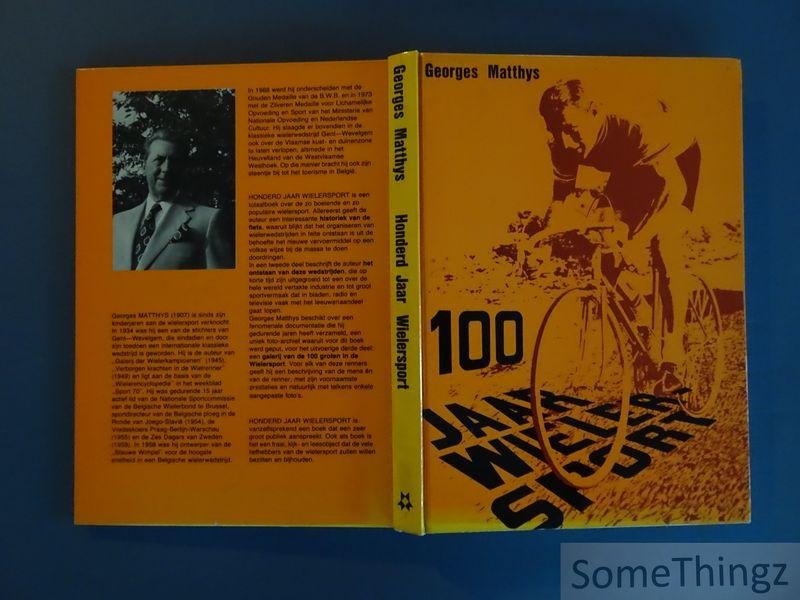 In 1968 werd hij onderscheiden met de
Gouden Medaille van de B.W.B. en in 1973
met de Zilveren Medaille voor Lichamelijke
Opvoeding en Sport van het Ministerie van
Nationale Opvoeding en Nederlandse
Cultuur. Hij slaagde er bovendien in de
klassieke wielerwedstrijd Gent—Wevelgem
ook over de Vlaamse kust- en duinenzone
te laten verlopen, alsmede in het
Heuvelland van de Westvlaamse
Westhoek. Op die manier bracht hij ook zijn
steentje bij tot het toerisme in België.
HONDERD JAAR WIELERSPORT is een
totaalboek over de zo boeiende en zo
populaire wielersport. Allereerst geeft de
auteur een interessante historiek van de
fiets, waaruit blijkt dat het organiseren van
wielerwedstrijden in feite ontstaan is uit de
behoefte het nieuwe vervoermiddel op een
volkse wijze bij de massa te doen
doordringen.
In een tweede deel beschrijft de auteur het
ontstaan van deze wedstrijden, die op
korte tijd zijn uitgegroeid tot een over de
hele wereld vertakte industrie en tot groot
sportvermaak dat in bladen, radio en
televisie vaak met het leeuwenaandeel
gaat lopen.
Georges Matthys beschikt over een
fenomenale documentatie die hij
gedurende jaren heeft verzameld, een
uniek foto-archief waaruit voor dit boek
werd geput, voor het uitvoerige derde deel:
een galerij van de 100 groten in de
Wielersport. Voor elk van deze renners
geeft hij een beschrijving van de mens én
van de renner, met zijn voornaamste
prestaties en natuurlijk met telkens enkele
aangepaste foto's.
HONDERD JAAR WIELERSPORT is
vanzelfsprekend een boek dat een zeer
groot publiek aanspreekt. Ook als boek is
het een fraai, kijk- en leesobject dat de vele
liefhebbers van de wielersport zullen willen
bezitten en bijhouden.
Georges MATTHYS (1907) is sinds zijn
kinderjaren aan de wielersport verknocht.
In 1934 was hij een van de stichters van
Gent—Wevelgem, die sindsdien en door
zijn toedoen een internationale klassieke
wedstrijd is geworden. Hij is de auteur van
„Galerij der Wielerkampioenen" (1945),
„Verborgen krachten in de Wielrenner"
(1949) en ligt aan de basis van de
„Wielerencyclopedie" in het weekblad
„Sport 70". Hij was gedurende 15 jaar
actief lid van de Nationale Sportcommissie
van de Belgische Wielerbond te Brussel,
sportdirecteur van de Belgische ploeg in de
Ronde van Joego-Slavië (1954), de
Vredeskoers Praag-Berlijn-Warschau
(1955) en de Zes Dagen van Zweden
(1958). In 1958 was hij ontwerper van de
„Blauwe Wimpel" voor de hoogste
snelheid in een Belgische wielerwedstrijd.
Georges Matthys Honderd Jaar Wielersport
Georges Matthys
100
JAAR
WIELER
SPORT
SomeThingz